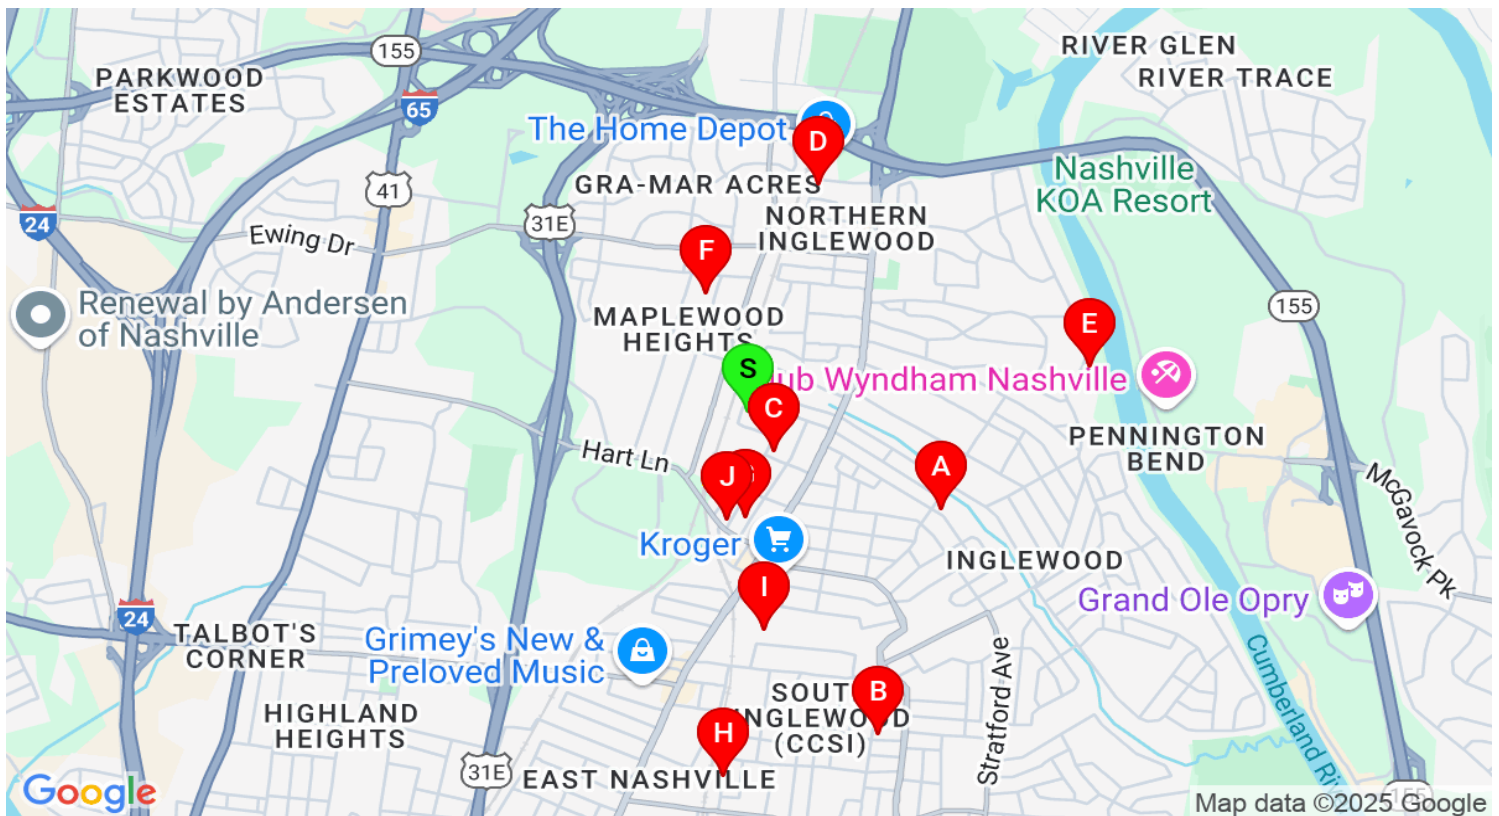 RIVER GLEN
RIVER TRACE
155
PARKWOOD
ESTATES
65
The Home Depot
D
41
GRA-MAR ACRES
Nashville
KOA Resort
24
31E
Ewing Dr
NORTHERN
INGLEWOOD
F
Renewal by Andersen
of Nashville
MAPLEWOOD
HEIGHTS
155
E
S
ub Wyndham Nashville
C
PENNINGTON
BEND
Hart Ln
A
McGavock Pk
J
G
Kroger
INGLEWOOD
I
Grand Ole Opry
24
TALBOT'S
CORNER
Grimey's New &
Preloved Music
Stratford Ave
Cumberland Riv
B
SOUT
INGLEWOOD
(CCSI)
HIGHLAND
HEIGHTS
H
31E
EAST NASHVILLE
155
Google
Map data ©2025 Google